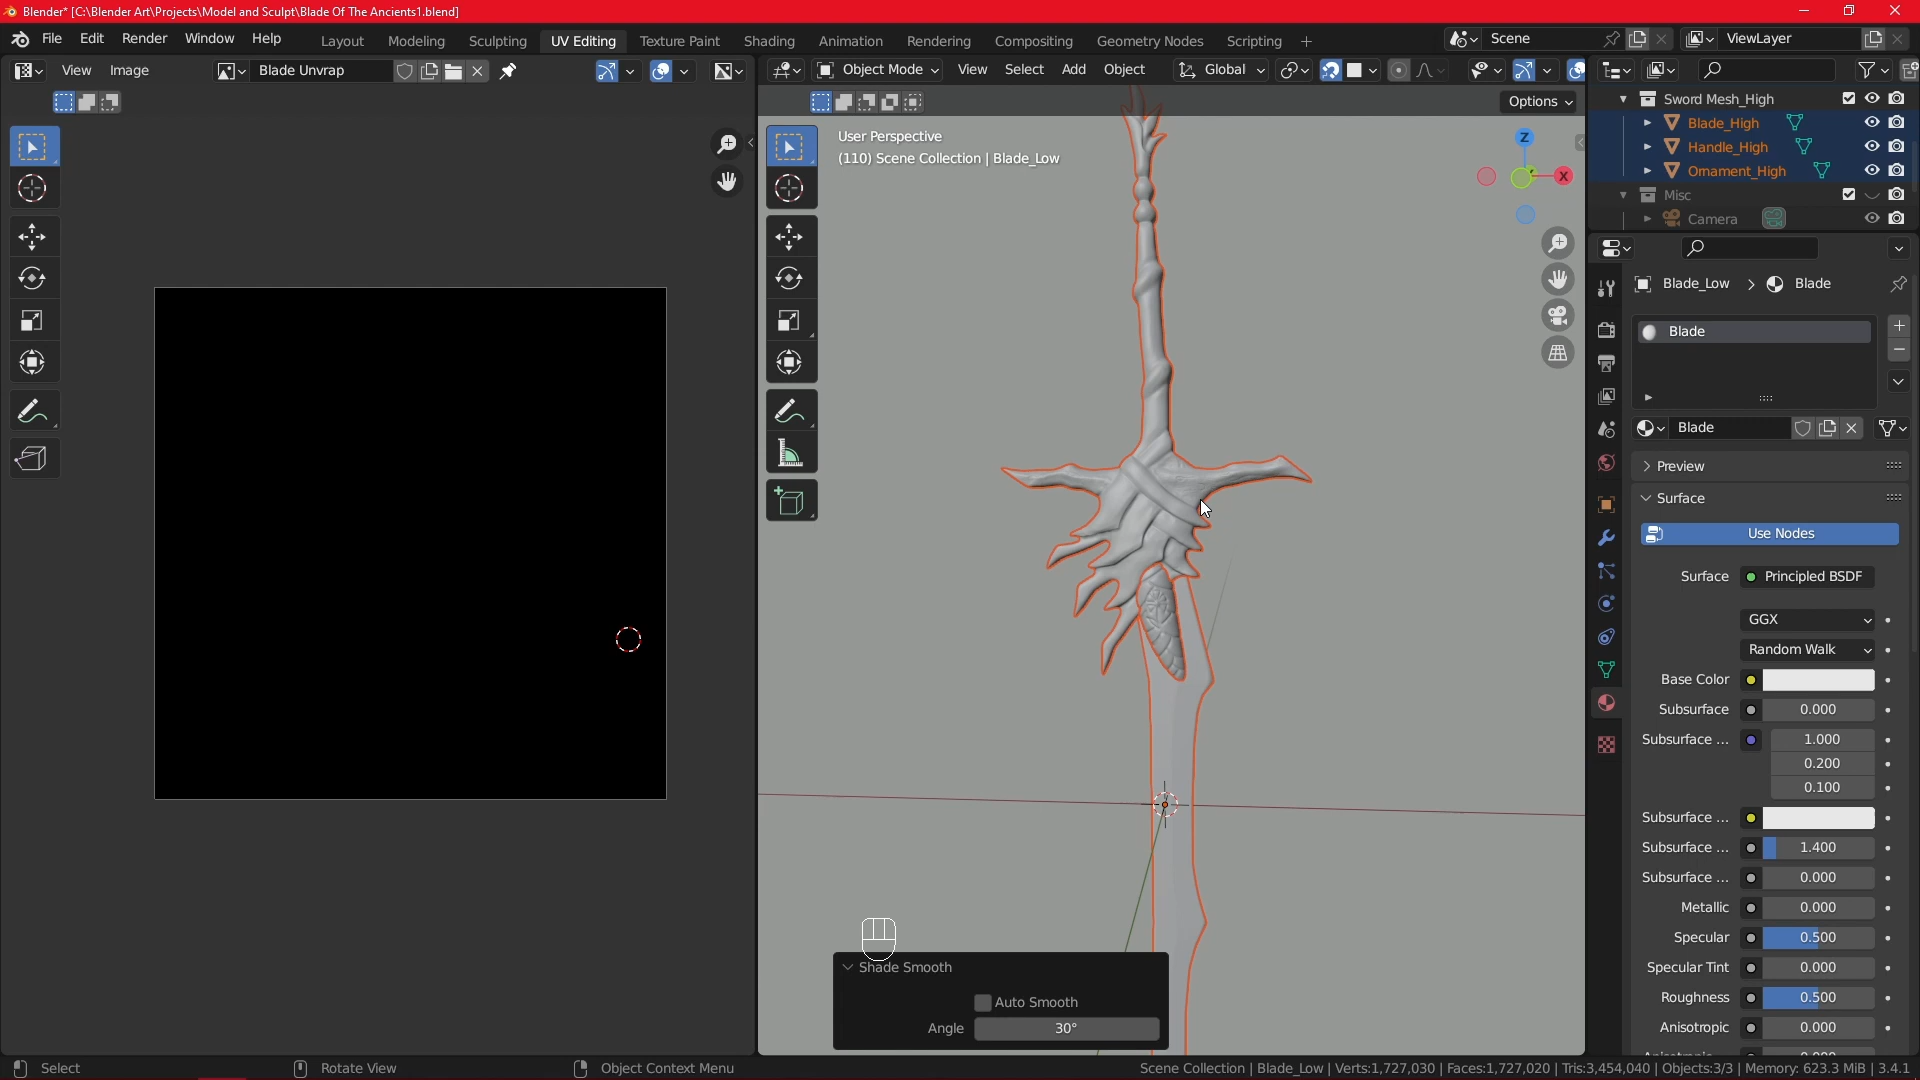 Blender* [C:\Blender Art\Projects\Model and Sculpt\Blade Of The Ancients1.blend]
File Edit Render Window Help
Layout Modeling Sculpting UV Editing Texture Paint Shading Animation Rendering Compositing Geometry Nodes Scripting +
Scene
ViewLayer
View Image
Blade Unwrap
Object Mode
View Select Add Object
Global
Options
User Perspective
(110) Scene Collection | Blade_Low
Z
X
Sword Mesh_High
Blade_High
Handle_High
Ornament_High
Misc
Camera
Blade_Low > Blade
Blade
Blade
Preview
Surface
Use Nodes
Surface Principled BSDF
GGX
Random Walk
Base Color
Subsurface 0.000
Subsurface ... 1.000
0.200
0.100
Subsurface ...
Subsurface ... 1.400
Subsurface ... 0.000
Metallic 0.000
Specular 0.500
Specular Tint 0.000
Roughness 0.500
Anisotropic 0.000
Shade Smooth
Auto Smooth
Angle 30°
Select
Rotate View
Object Context Menu
Scene Collection | Blade_Low | Verts:1,727,030 | Faces:1,727,020 | Tris:3,454,040 | Objects:3/3 | Memory: 623.3 MiB | 3.4.1